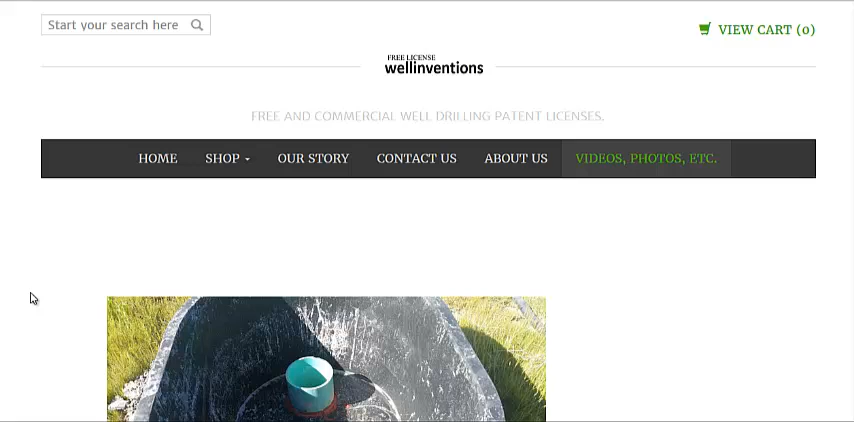 Start your search here
VIEW CART (0)
FREE LICENSE
wellinventions
FREE AND COMMERCIAL WELL DRILLING PATENT LICENSES.
HOME SHOP OUR STORY CONTACT US ABOUT US VIDEOS, PHOTOS, ETC.